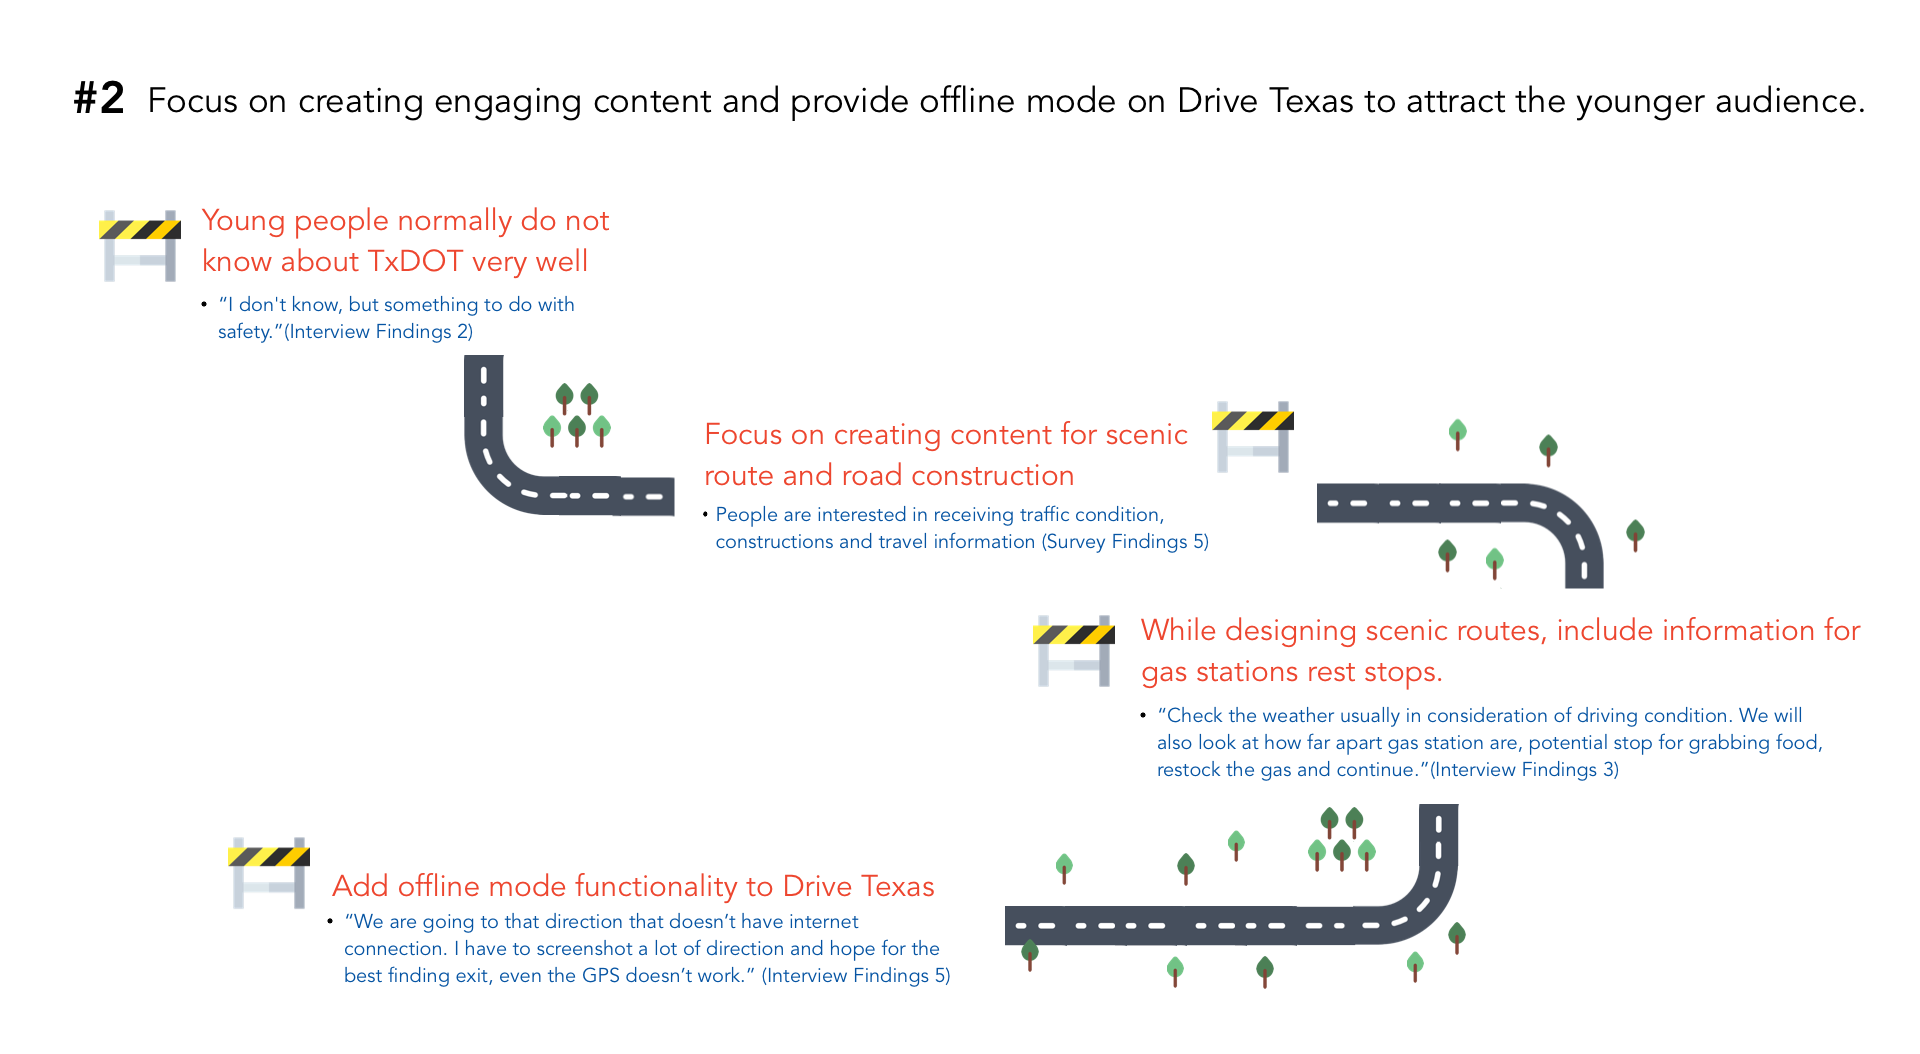 #2 Focus on creating engaging content and provide offline mode on Drive Texas to attract the younger audience.
Young people normally do not
know about TxDOT very well
• “I don't know, but something to do with
safety.”(Interview Findings 2)
Focus on creating content for scenic
route and road construction
• People are interested in receiving traffic condition,
constructions and travel information (Survey Findings 5)
While designing scenic routes, include information for
gas stations rest stops.
• “Check the weather usually in consideration of driving condition. We will
also look at how far apart gas station are, potential stop for grabbing food,
restock the gas and continue.”(Interview Findings 3)
Add offline mode functionality to Drive Texas
• “We are going to that direction that doesn’t have internet
connection. I have to screenshot a lot of direction and hope for the
best finding exit, even the GPS doesn’t work.” (Interview Findings 5)